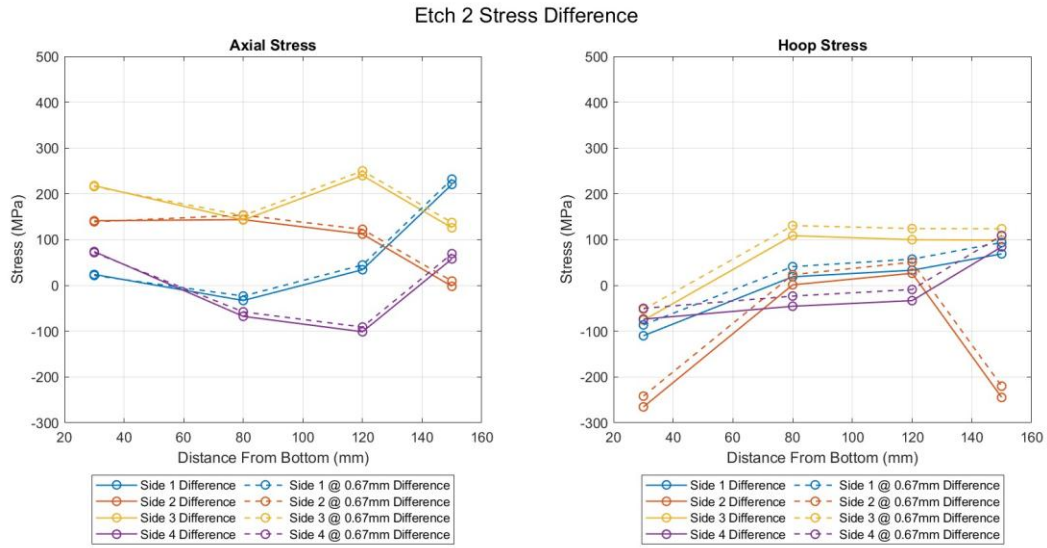 Etch 2 Stress Difference
Axial Stress
500
400
300
200
100
0
-100
-200
-300
Stress (MPa)
20 40 60 80 100 120 140 160
Distance From Bottom (mm)
Side 1 Difference Side 1 @ 0.67mm Difference
Side 2 Difference Side 2 @ 0.67mm Difference
Side 3 Difference Side 3 @ 0.67mm Difference
Side 4 Difference Side 4 @ 0.67mm Difference
Hoop Stress
500
400
300
200
100
0
-100
-200
-300
Stress (MPa)
20 40 60 80 100 120 140 160
Distance From Bottom (mm)
Side 1 Difference Side 1 @ 0.67mm Difference
Side 2 Difference Side 2 @ 0.67mm Difference
Side 3 Difference Side 3 @ 0.67mm Difference
Side 4 Difference Side 4 @ 0.67mm Difference